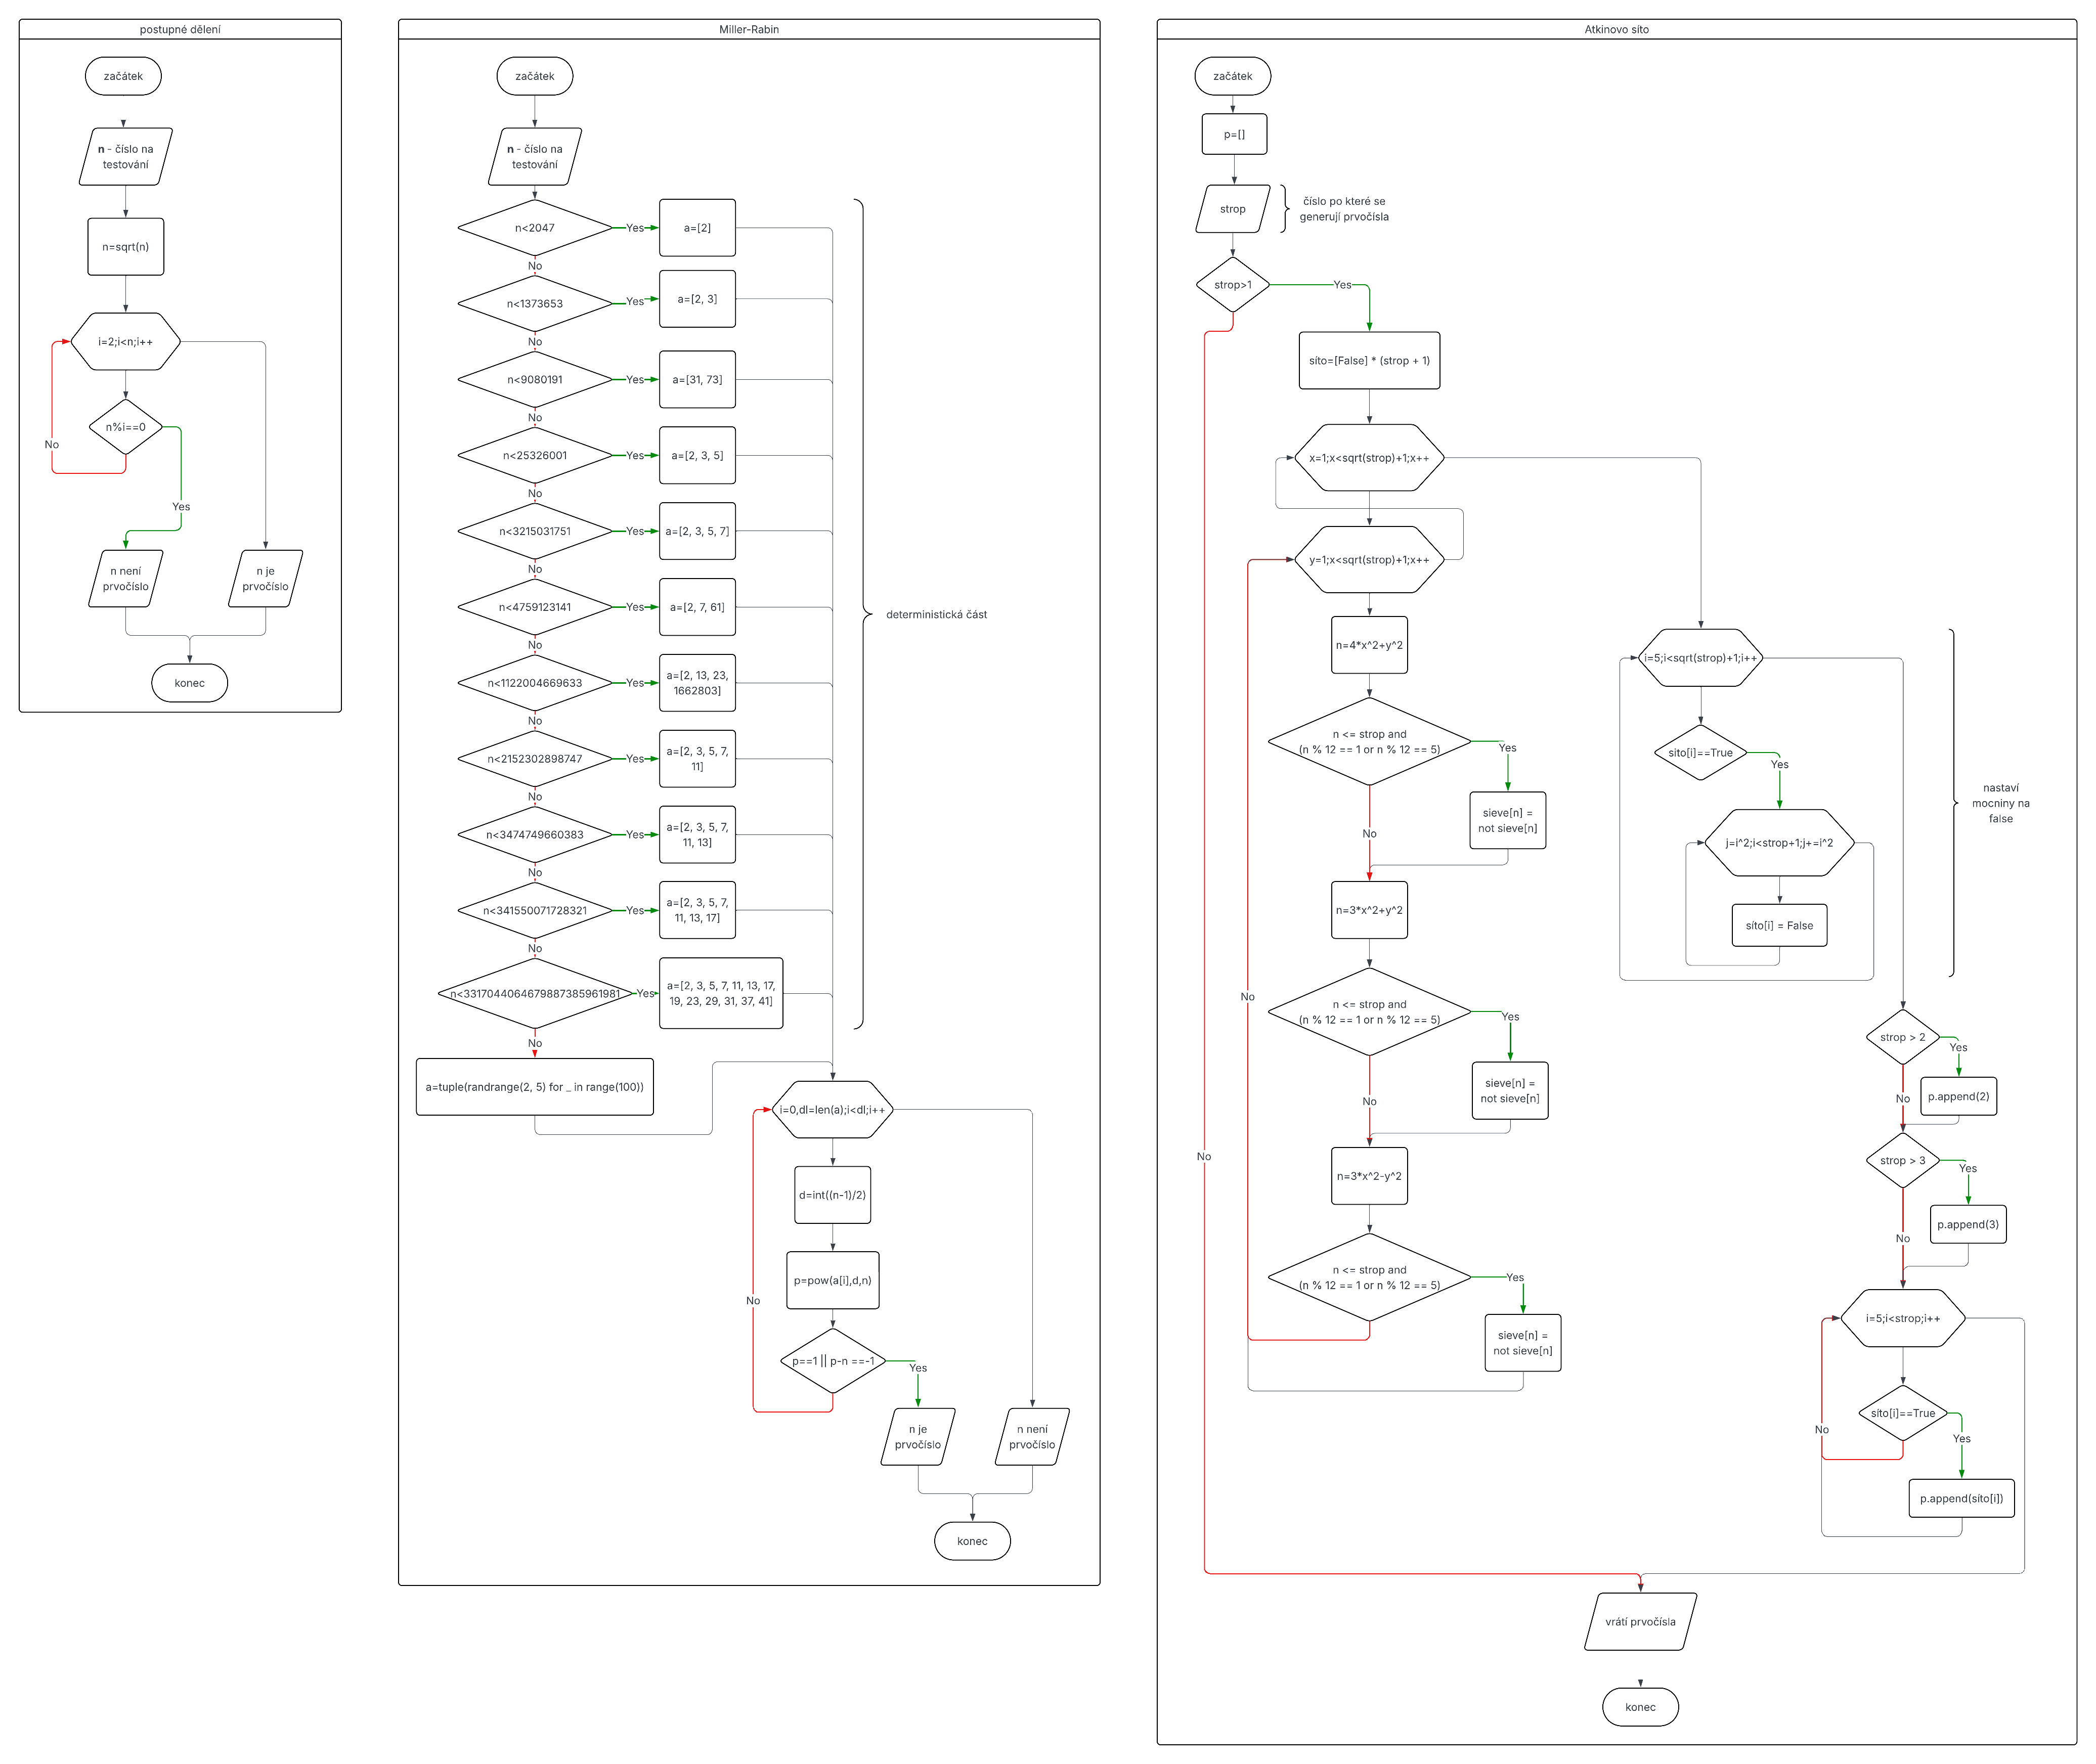 postupné dělení
začátek
n - číslo na
testování
n=sqrt(n)
i=2;i<n;i++
n%i==0
No
Yes
n není
prvočíslo
n je
prvočíslo
konec
Miller-Rabin
začátek
n - číslo na
testování
n<2047
Yes
a=[2]
No
n<1373653
Yes
a=[2, 3]
No
n<9080191
Yes
a=[31, 73]
No
n<25326001
Yes
a=[2, 3, 5]
No
n<3215031751
Yes
a=[2, 3, 5, 7]
No
n<4759123141
Yes
a=[2, 7, 61]
No
n<1122004669633
Yes
a=[2, 13, 23,
1662803]
No
n<2152302898747
Yes
a=[2, 3, 5, 7,
11]
No
n<3474749660383
Yes
a=[2, 3, 5, 7,
11, 13]
No
n<341550071728321
Yes
a=[2, 3, 5, 7,
11, 13, 17]
No
n<3317044064679887385961981
Yes
a=[2, 3, 5, 7, 11, 13, 17,
19, 23, 29, 31, 37, 41]
No
a=tuple(randrange(2, 5) for _ in range(100))
deterministická část
i=0,dl=len(a);i<dl;i++
d=int((n-1)/2)
p=pow(a[i],d,n)
No
p==1 || p-n ==-1
Yes
n je
prvočíslo
n není
prvočíslo
konec
Atkinovo síto
začátek
p=[]
strop
číslo po které se
generují prvočísla
strop>1
Yes
No
síto=[False] * (strop + 1)
x=1;x<sqrt(strop)+1;x++
y=1;x<sqrt(strop)+1;x++
n=4*x^2+y^2
n <= strop and
(n % 12 == 1 or n % 12 == 5)
Yes
sieve[n] =
not sieve[n]
No
n=3*x^2+y^2
n <= strop and
(n % 12 == 1 or n % 12 == 5)
Yes
sieve[n] =
not sieve[n]
No
n=3*x^2-y^2
n <= strop and
(n % 12 == 1 or n % 12 == 5)
Yes
sieve[n] =
not sieve[n]
No
i=5;i<sqrt(strop)+1;i++
sito[i]==True
Yes
j=i^2;i<strop+1;j+=i^2
síto[i] = False
nastaví
mocniny na
false
strop > 2
Yes
p.append(2)
No
strop > 3
Yes
p.append(3)
No
i=5;i<strop;i++
síto[i]==True
No
Yes
p.append(síto[i])
vrátí prvočísla
konec